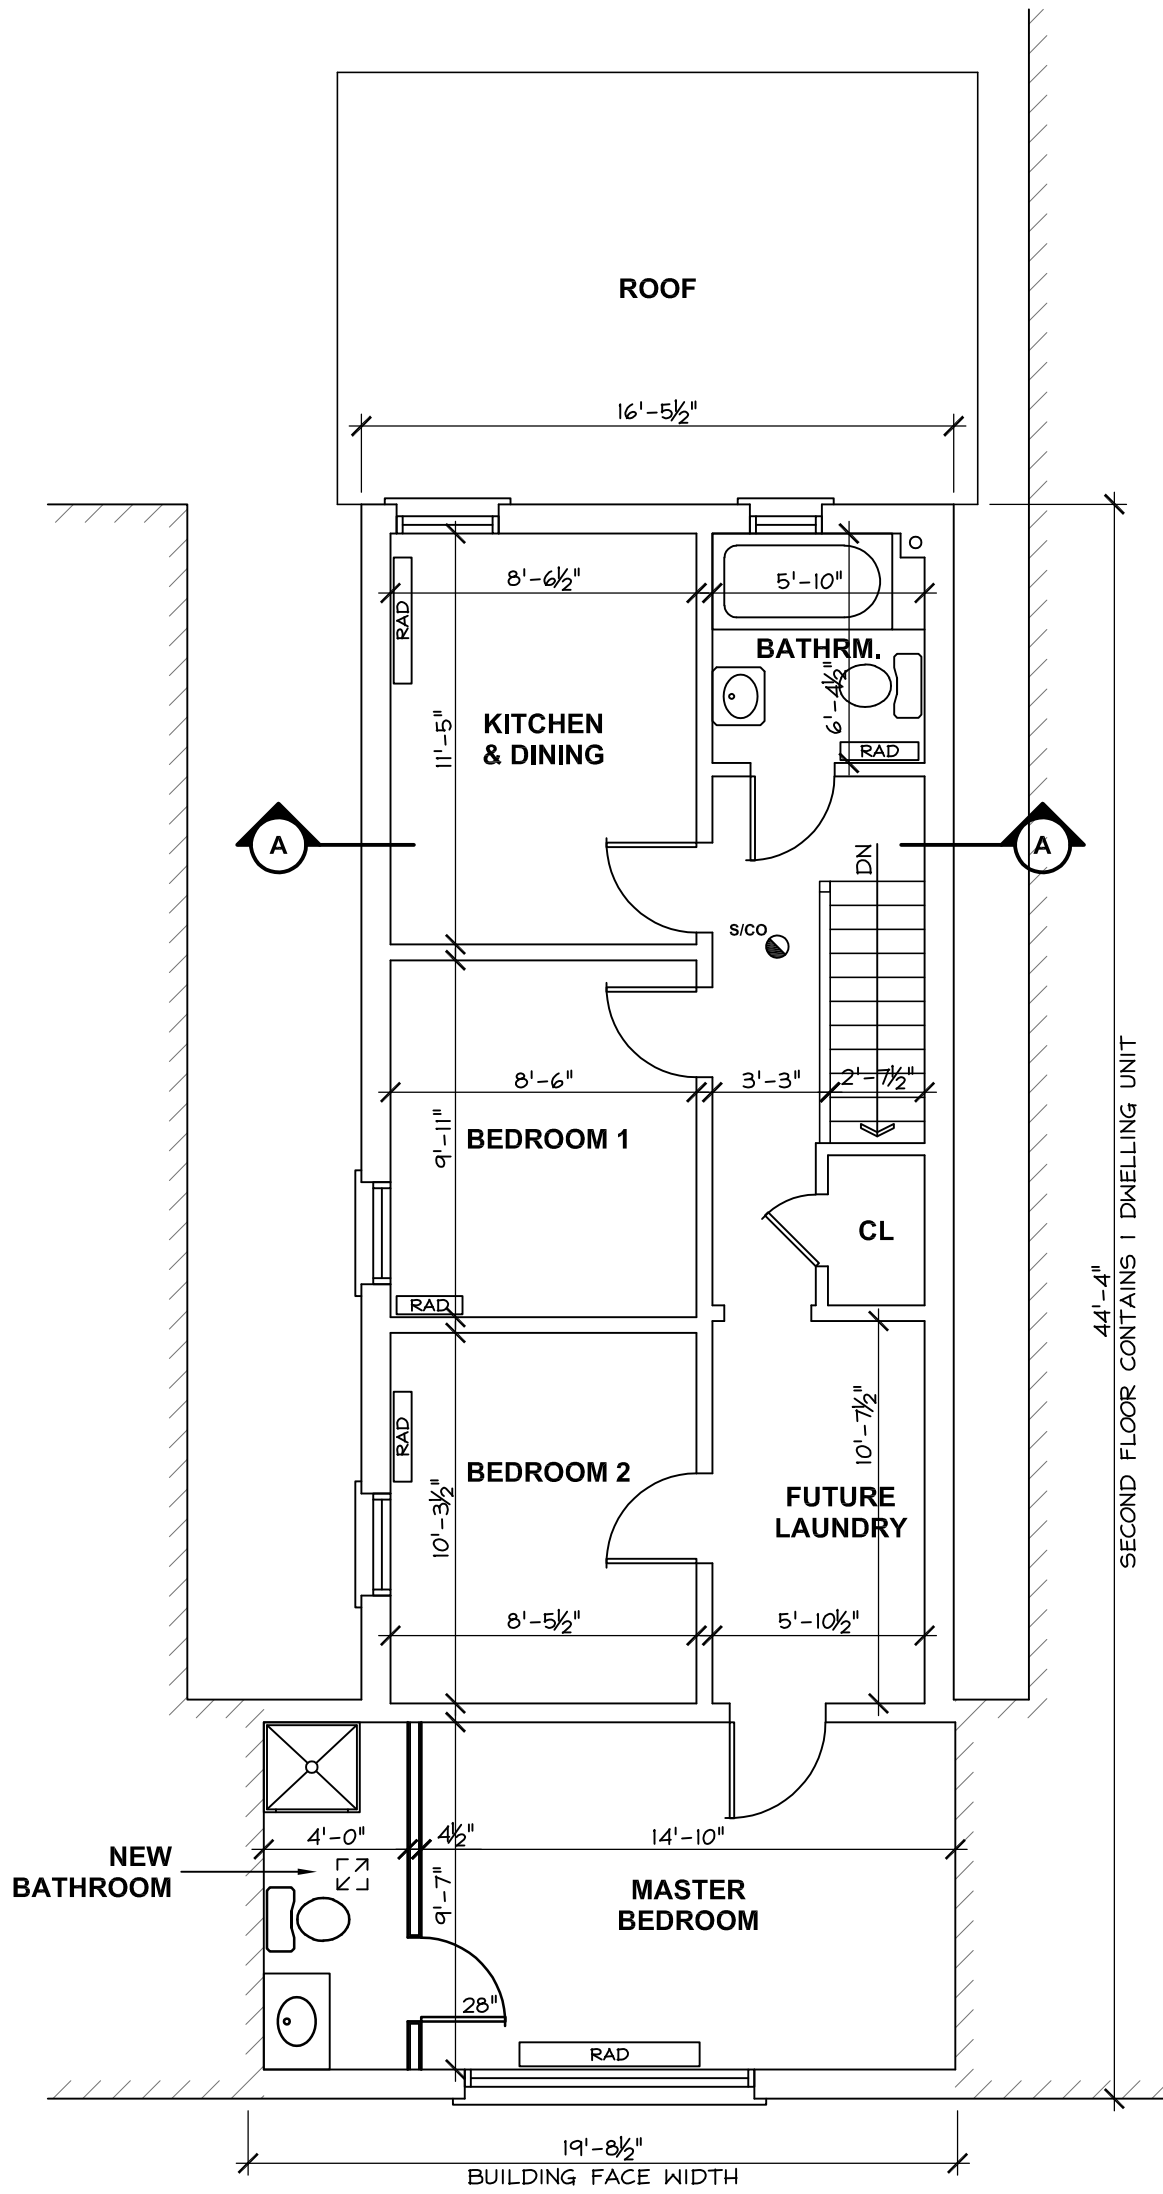 ROOF
16'-5½"
8'-6½"
5'-10"
RAD
BATHRM.
6'-4½"
11'-5"
KITCHEN
& DINING
RAD
A
A
DN
S/CO
8'-6"
3'-3"
2'-7½"
9'-11"
BEDROOM 1
CL
RAD
SECOND FLOOR CONTAINS 1 DWELLING UNIT
44'-4"
RAD
10'-7½"
BEDROOM 2
10'-3½"
FUTURE
LAUNDRY
8'-5½"
5'-10½"
4'-0"
4½"
14'-10"
NEW
BATHROOM
9'-7"
MASTER
BEDROOM
28"
RAD
19'-8½"
BUILDING FACE WIDTH